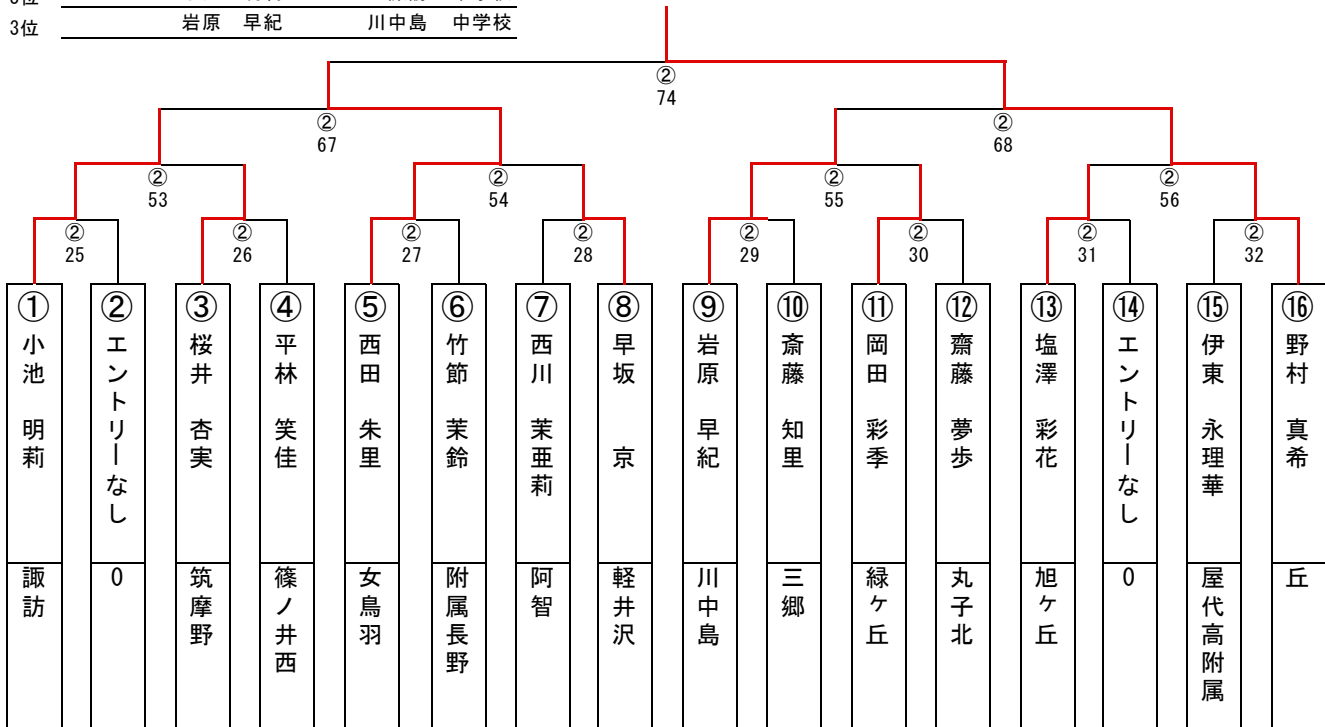 3位 岩原 早紀 川中島 中学校
②
74
② ②
67 68
② ② ② ②
53 54 55 56
② ② ② ② ② ② ② ②
25 26 27 28 29 30 31 32
① ② ③ ④ ⑤ ⑥ ⑦ ⑧ ⑨ ⑩ ⑪ ⑫ ⑬ ⑭ ⑮ ⑯
小池 明莉
エントリーなし
桜井 杏実
平林 笑佳
西田 朱里
竹節 茉鈴
西川 茉亜莉
早坂 京
岩原 早紀
斎藤 知里
岡田 彩季
齋藤 夢歩
塩澤 彩花
エントリーなし
伊東 永理華
野村 真希
諏訪
0
筑摩野
篠ノ井西
女鳥羽
附属長野
阿智
軽井沢
川中島
三郷
緑ケ丘
丸子北
旭ケ丘
0
屋代高附属
丘